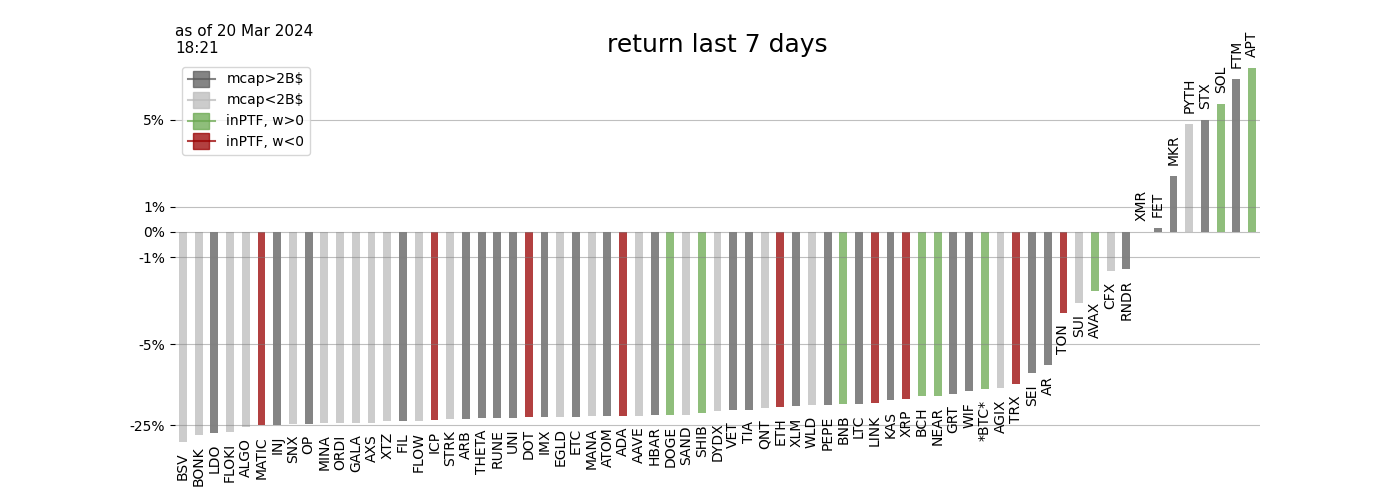 as of 20 Mar 2024
18:21
return last 7 days
mcap>2B$
mcap<2B$
inPTF, w>0
inPTF, w<0
5%
1%
0%
-1%
-5%
-25%
BSV
BONK
LDO
FLOKI
ALGO
MATIC
INJ
SNX
OP
MINA
ORDI
GALA
AXS
XTZ
FIL
FLOW
ICP
STRK
ARB
THETA
RUNE
UNI
DOT
IMX
EGLD
ETC
MANA
ATOM
ADA
AAVE
HBAR
DOGE
SAND
SHIB
DYDX
VET
TIA
QNT
ETH
XLM
WLD
PEPE
BNB
LTC
LINK
KAS
XRP
BCH
NEAR
GRT
WIF
*BTC*
AGIX
TRX
SEI
AR
TON
SUI
AVAX
CFX
RNDR
XMR
FET
MKR
PYTH
STX
SOL
FTM
APT